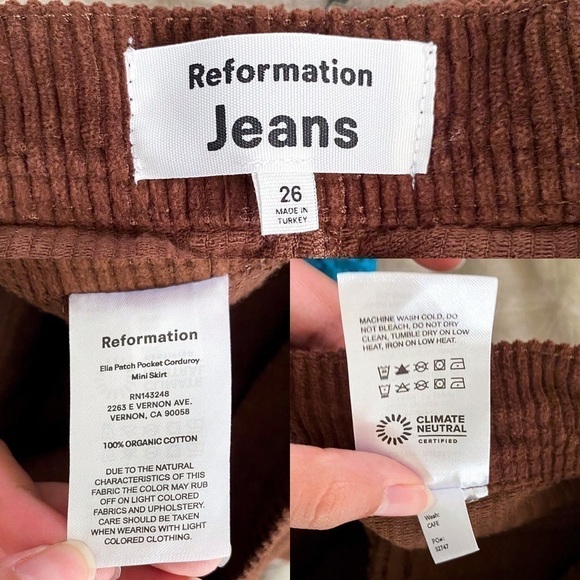 Reformation
Jeans
26
MADE IN
TURKEY
Reformation
Elia Patch Pocket Corduroy
Mini Skirt
RN143248
2263 E VERNON AVE.
VERNON, CA 90058
100% ORGANIC COTTON
DUE TO THE NATURAL
CHARACTERISTICS OF THIS
FABRIC THE COLOR MAY RUB
OFF ON LIGHT COLORED
FABRICS AND UPHOLSTERY.
CARE SHOULD BE TAKEN
WHEN WEARING WITH LIGHT
COLORED CLOTHING.
MACHINE WASH COLD, DO
NOT BLEACH, DO NOT DRY
CLEAN, TUMBLE DRY ON LOW
HEAT, IRON ON LOW HEAT.
CLIMATE
NEUTRAL
CERTIFIED
Wash:
CAFE
PO#:
32747